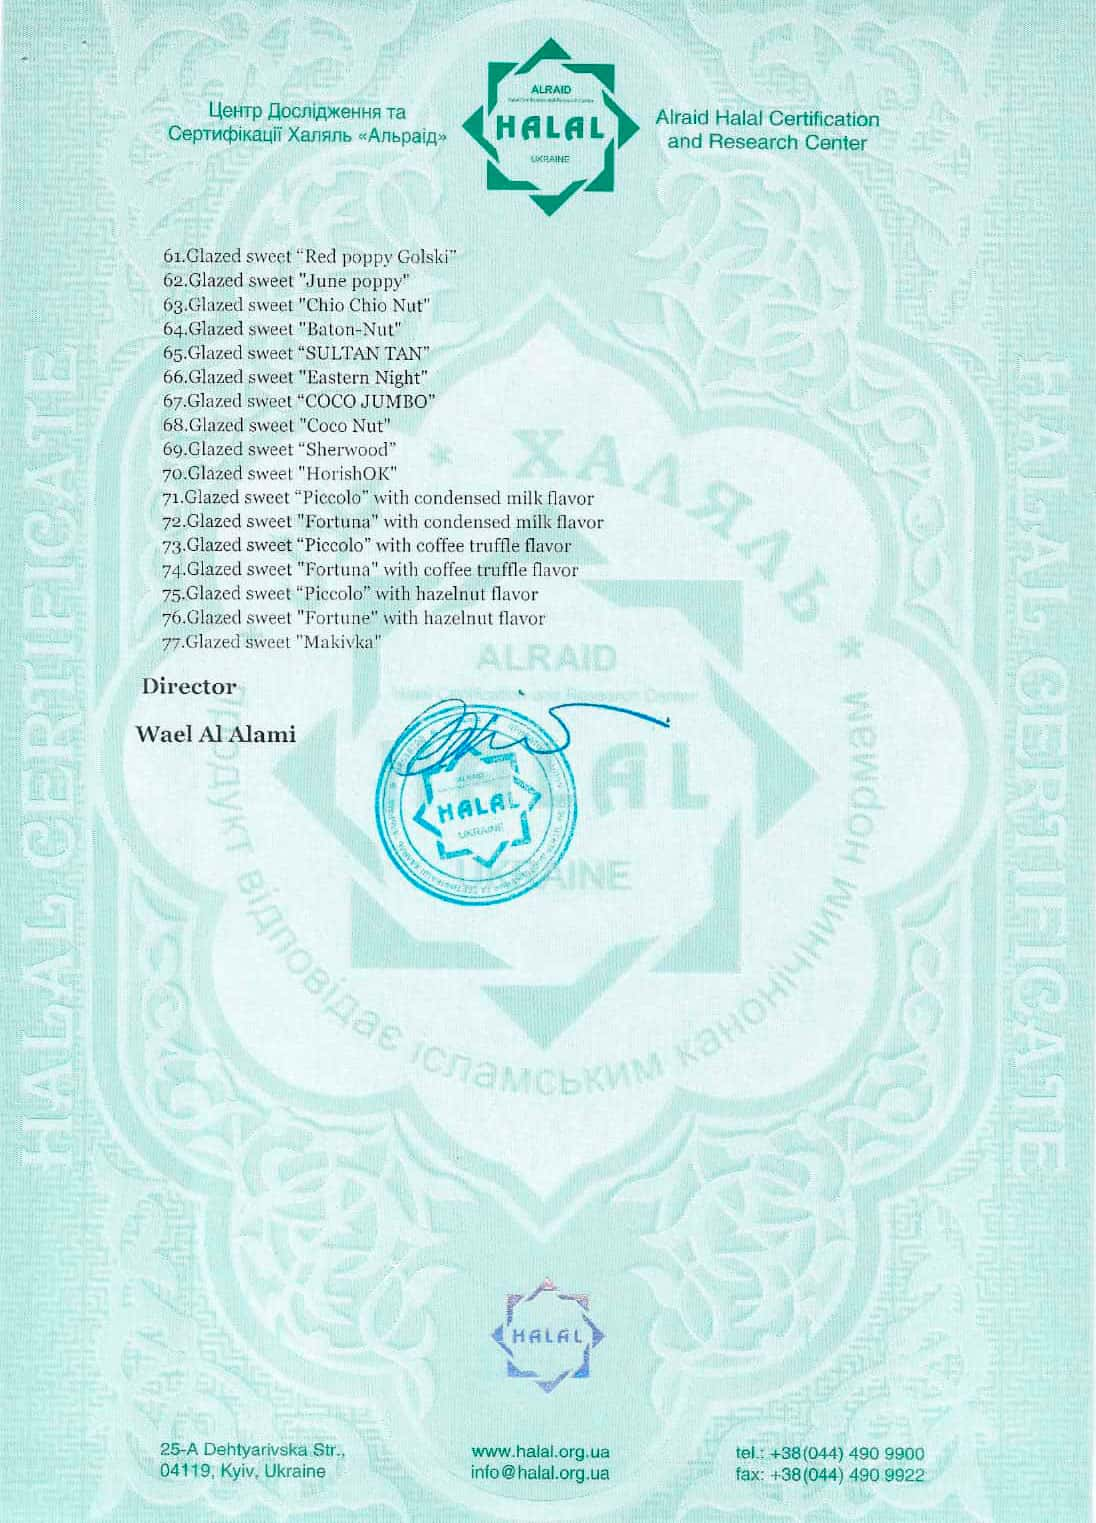 Центр Дослідження та
Сертифікації Халяль «Альраід»
ALRAID
HALAL
UKRAINE
Alraid Halal Certification
and Research Center
61.Glazed sweet “Red poppy Golski”
62.Glazed sweet "June poppy"
63.Glazed sweet "Chio Chio Nut"
64.Glazed sweet "Baton-Nut"
65.Glazed sweet “SULTAN TAN”
66.Glazed sweet "Eastern Night"
67.Glazed sweet “COCO JUMBO”
68.Glazed sweet "Coco Nut"
69.Glazed sweet “Sherwood”
70.Glazed sweet "HorishOK"
71.Glazed sweet “Piccolo” with condensed milk flavor
72.Glazed sweet "Fortuna" with condensed milk flavor
73.Glazed sweet “Piccolo” with coffee truffle flavor
74.Glazed sweet "Fortuna" with coffee truffle flavor
75.Glazed sweet “Piccolo” with hazelnut flavor
76.Glazed sweet "Fortune" with hazelnut flavor
77.Glazed sweet "Makivka"
Director
Wael Al Alami
ALRAID
HALAL
UKRAINE
HALAL CERTIFICATE
HALAL CERTIFICATE
ХАЛЯЛЬ
ALRAID
Halal Certification and Research Center
HALAL
UKRAINE
продукт відповідає ісламським канонічним нормам
HALAL
25-A Dehtyarivska Str.,
04119, Kyiv, Ukraine
www.halal.org.ua
info@halal.org.ua
tel.: +38(044) 490 9900
fax: +38(044) 490 9922